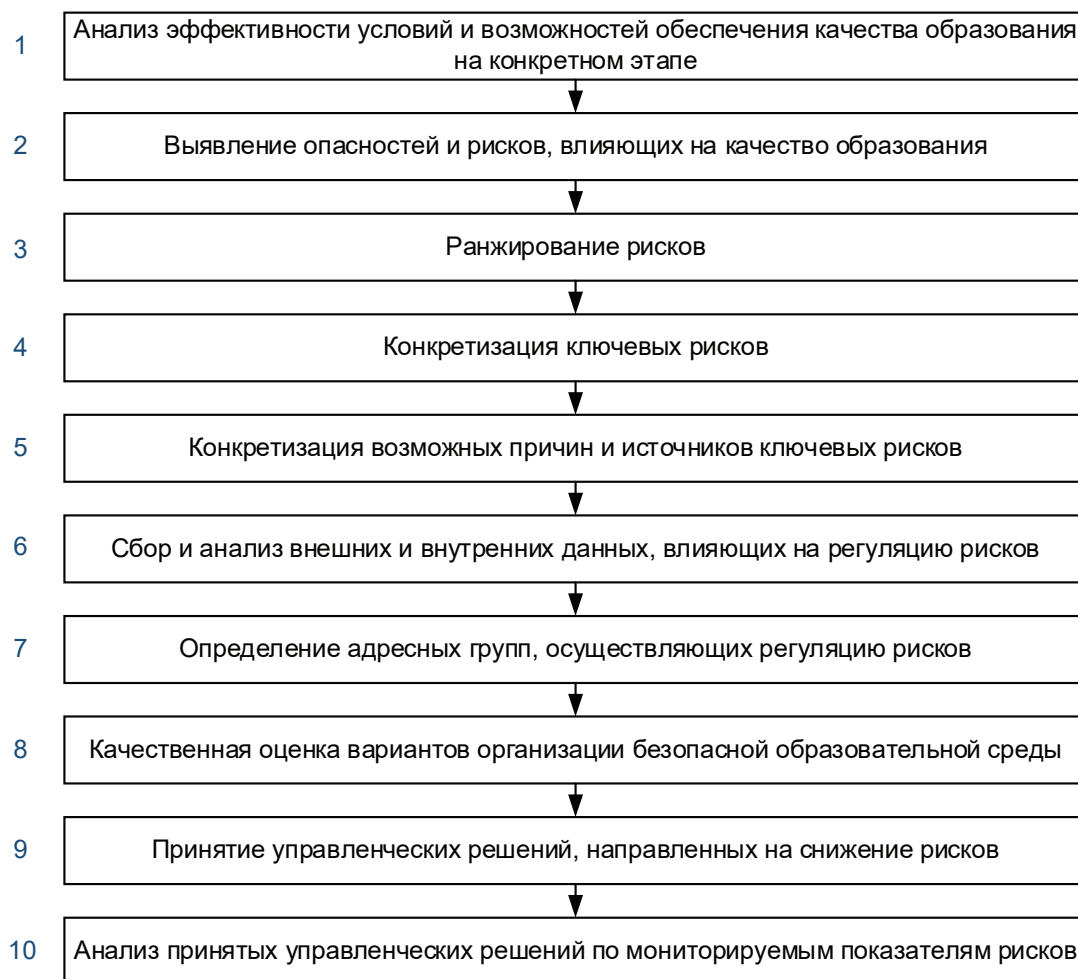 1
Анализ эффективности условий и возможностей обеспечения качества образования
на конкретном этапе
2
Выявление опасностей и рисков, влияющих на качество образования
3
Ранжирование рисков
4
Конкретизация ключевых рисков
5
Конкретизация возможных причин и источников ключевых рисков
6
Сбор и анализ внешних и внутренних данных, влияющих на регуляцию рисков
7
Определение адресных групп, осуществляющих регуляцию рисков
8
Качественная оценка вариантов организации безопасной образовательной среды
9
Принятие управленческих решений, направленных на снижение рисков
10
Анализ принятых управленческих решений по мониторируемым показателям рисков